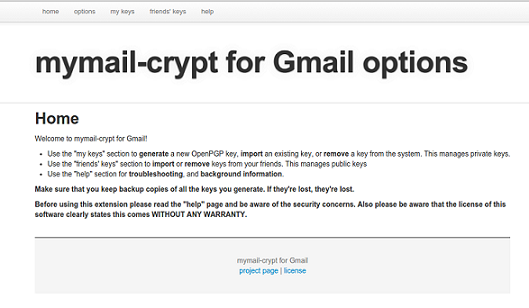 home options my keys friends' keys help
mymail-crypt for Gmail options
Home
Welcome to mymail-crypt for Gmail!
• Use the "my keys" section to generate a new OpenPGP key, import an existing key, or remove a key from the system. This manages private keys.
• Use the "friends' keys" section to import or remove keys from your friends. This manages public keys
• Use the "help" section for troubleshooting, and background information.
Make sure that you keep backup copies of all the keys you generate. If they're lost, they're lost.
Before using this extension please read the "help" page and be aware of the security concerns. Also please be aware that the license of this
software clearly states this comes WITHOUT ANY WARRANTY.
mymail-crypt for Gmail
project page | license